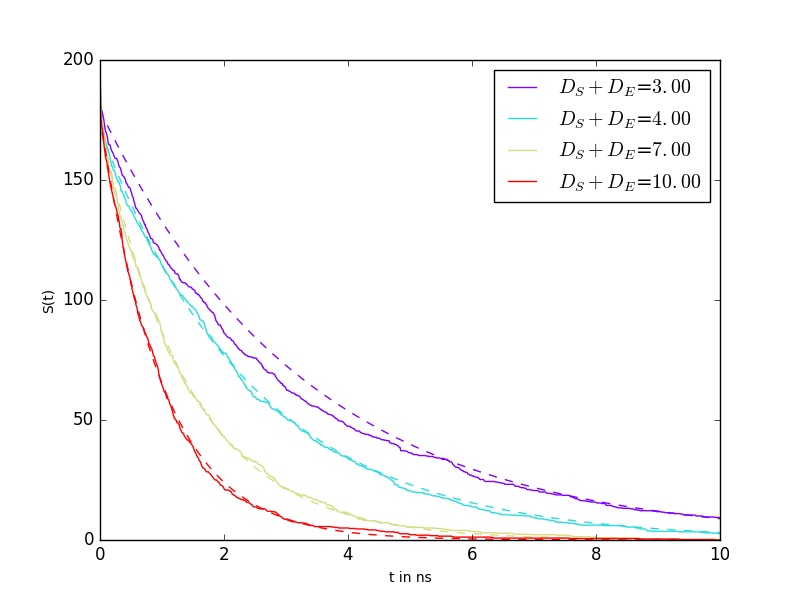 200
150
100
50
0
S(t)
0 2 4 6 8 10
t in ns
D_S + D_E=3.00
D_S + D_E=4.00
D_S + D_E=7.00
D_S + D_E=10.00